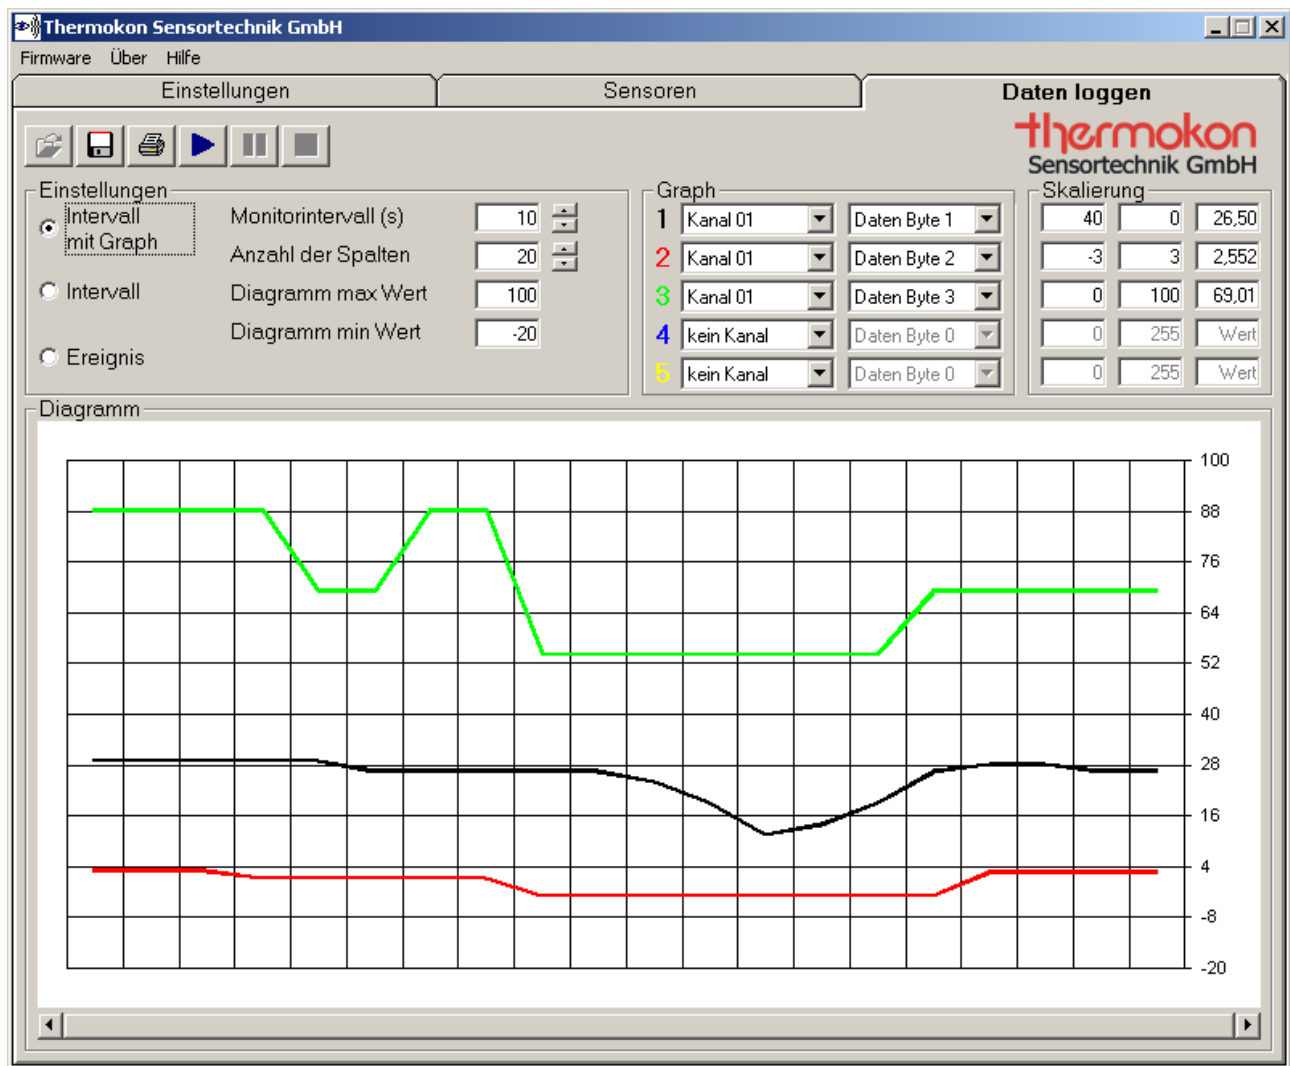 Thermokon Sensortechnik GmbH
Firmware Über Hilfe
Einstellungen Sensoren Daten loggen
thermokon
Sensortechnik GmbH
Einstellungen
Intervall
mit Graph
Intervall
Ereignis
Monitorintervall (s) 10
Anzahl der Spalten 20
Diagramm max Wert 100
Diagramm min Wert -20
Graph
1 Kanal 01 Daten Byte 1
2 Kanal 01 Daten Byte 2
3 Kanal 01 Daten Byte 3
4 kein Kanal Daten Byte 0
5 kein Kanal Daten Byte 0
Skalierung
40 0 26,50
-3 3 2,552
0 100 69,01
0 255 Wert
0 255 Wert
Diagramm
100
88
76
64
52
40
28
16
4
-8
-20